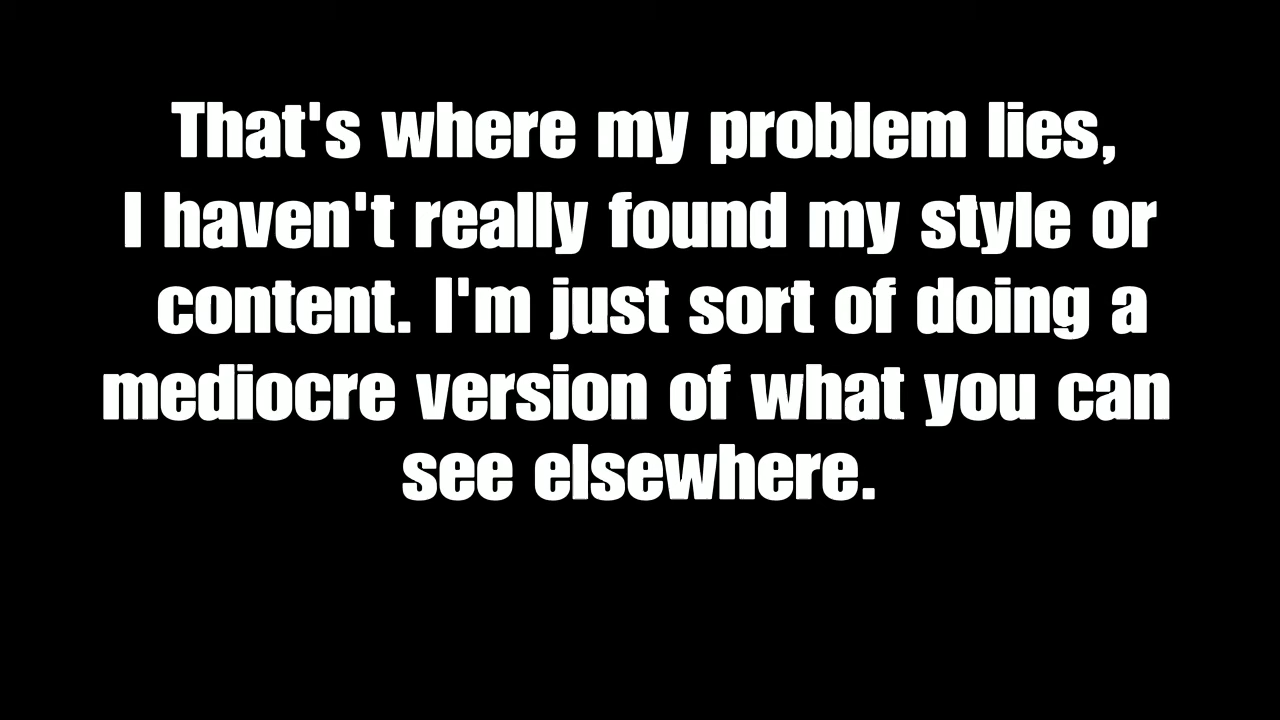 That's where my problem lies,
I haven't really found my style or
content. I'm just sort of doing a
mediocre version of what you can
see elsewhere.